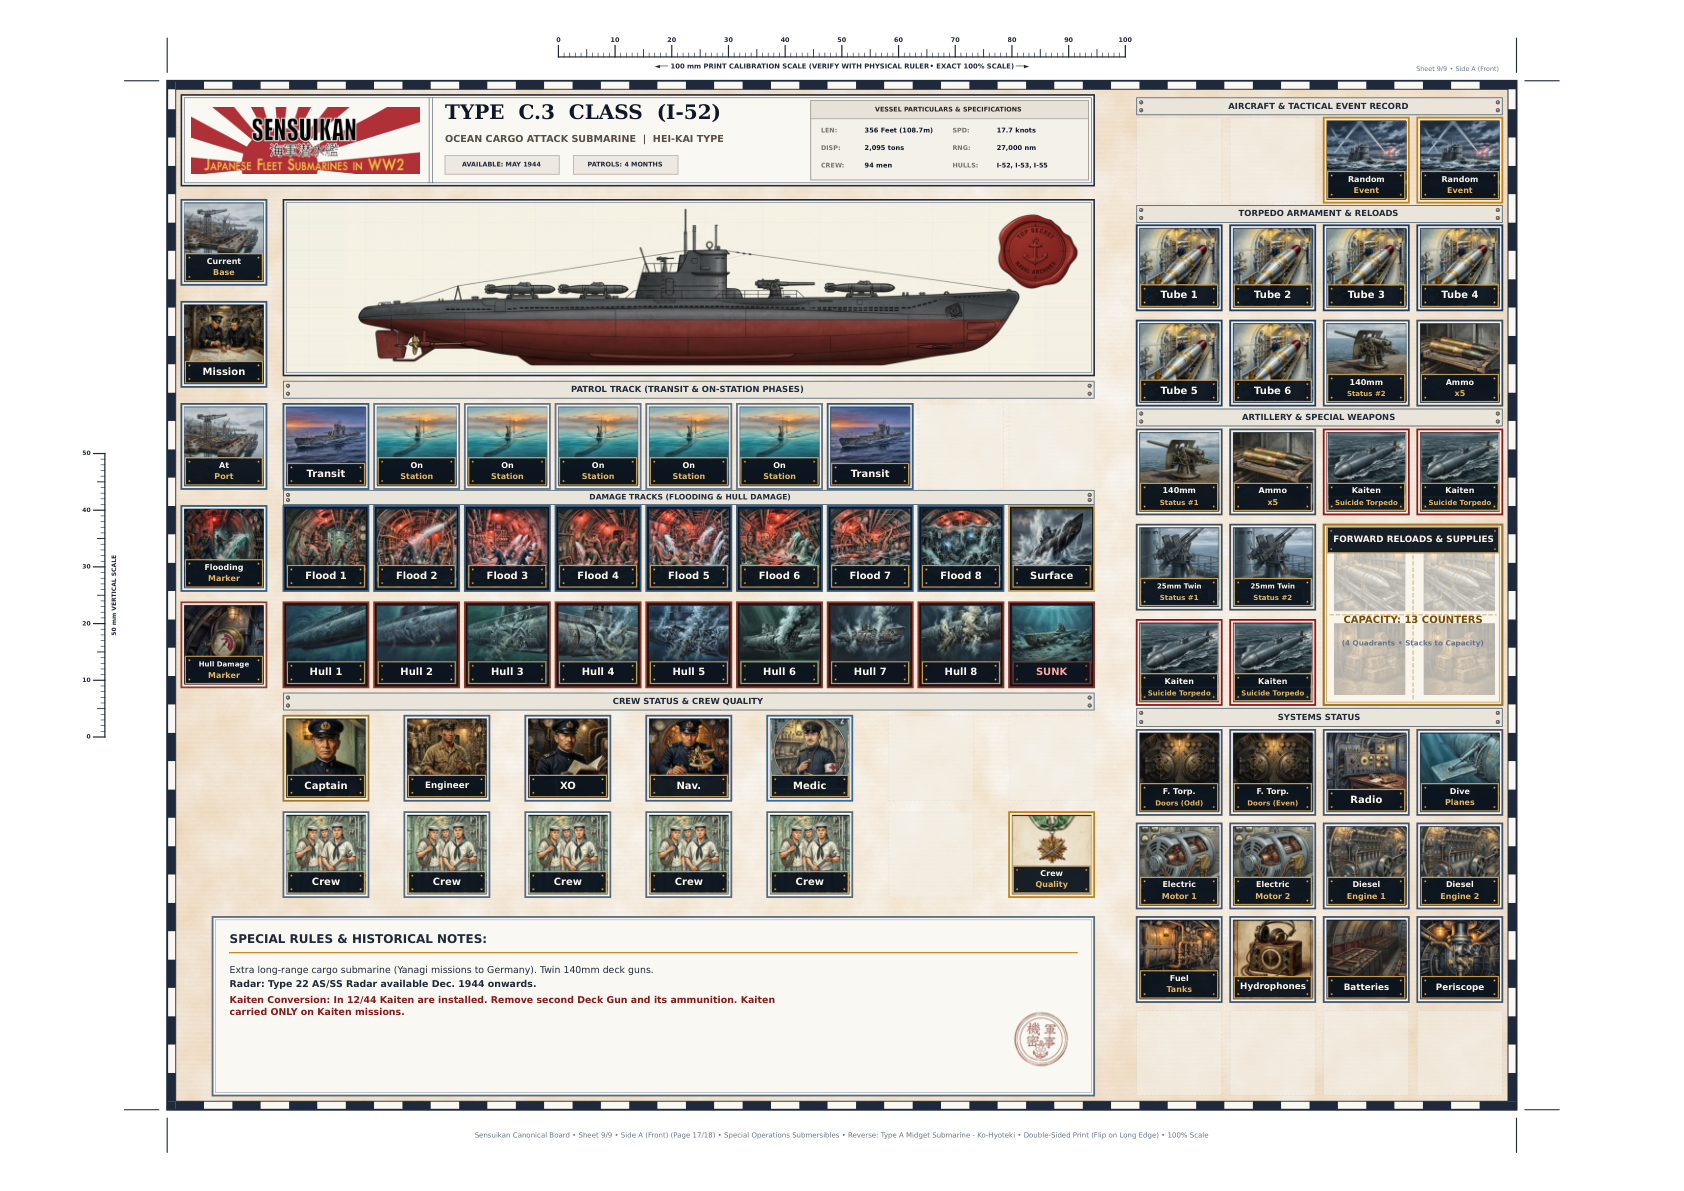 0 10 20 30 40 50 60 70 80 90 100
100 mm PRINT CALIBRATION SCALE (VERIFY WITH PHYSICAL RULER• EXACT 100% SCALE)
Sheet 9/9 • Side A (Front)
SENSUIKAN
海軍潜水艦
JAPANESE FLEET SUBMARINES IN WW2
TYPE C.3 CLASS (I-52)
OCEAN CARGO ATTACK SUBMARINE | HEI-KAI TYPE
AVAILABLE: MAY 1944
PATROLS: 4 MONTHS
VESSEL PARTICULARS & SPECIFICATIONS
LEN: 356 Feet (108.7m) SPD: 17.7 knots
DISP: 2,095 tons RNG: 27,000 nm
CREW: 94 men HULLS: I-52, I-53, I-55
Current
Base
Mission
TOP SECRET
NAVAL ARCHIVES
PATROL TRACK (TRANSIT & ON-STATION PHASES)
At
Port
Transit
On
Station
On
Station
On
Station
On
Station
On
Station
Transit
DAMAGE TRACKS (FLOODING & HULL DAMAGE)
Flooding
Marker
Flood 1
Flood 2
Flood 3
Flood 4
Flood 5
Flood 6
Flood 7
Flood 8
Surface
Hull Damage
Marker
Hull 1
Hull 2
Hull 3
Hull 4
Hull 5
Hull 6
Hull 7
Hull 8
SUNK
CREW STATUS & CREW QUALITY
Captain
Engineer
XO
Nav.
Medic
Crew
Crew
Crew
Crew
Crew
Crew
Quality
SPECIAL RULES & HISTORICAL NOTES:
Extra long-range cargo submarine (Yanagi missions to Germany). Twin 140mm deck guns.
Radar: Type 22 AS/SS Radar available Dec. 1944 onwards.
Kaiten Conversion: In 12/44 Kaiten are installed. Remove second Deck Gun and its ammunition. Kaiten
carried ONLY on Kaiten missions.
軍事
機密
AIRCRAFT & TACTICAL EVENT RECORD
Random
Event
Random
Event
TORPEDO ARMAMENT & RELOADS
Tube 1
Tube 2
Tube 3
Tube 4
Tube 5
Tube 6
140mm
Status #2
Ammo
x5
ARTILLERY & SPECIAL WEAPONS
140mm
Status #1
Ammo
x5
Kaiten
Suicide Torpedo
Kaiten
Suicide Torpedo
25mm Twin
Status #1
25mm Twin
Status #2
FORWARD RELOADS & SUPPLIES
CAPACITY: 13 COUNTERS
(4 Quadrants • Stacks to Capacity)
Kaiten
Suicide Torpedo
Kaiten
Suicide Torpedo
SYSTEMS STATUS
F. Torp.
Doors (Odd)
F. Torp.
Doors (Even)
Radio
Dive
Planes
Electric
Motor 1
Electric
Motor 2
Diesel
Engine 1
Diesel
Engine 2
Fuel
Tanks
Hydrophones
Batteries
Periscope
50
40
30
20
10
0
50 mm VERTICAL SCALE
Sensuikan Canonical Board • Sheet 9/9 • Side A (Front) (Page 17/18) • Special Operations Submersibles • Reverse: Type A Midget Submarine - Ko-Hyoteki • Double-Sided Print (Flip on Long Edge) • 100% Scale